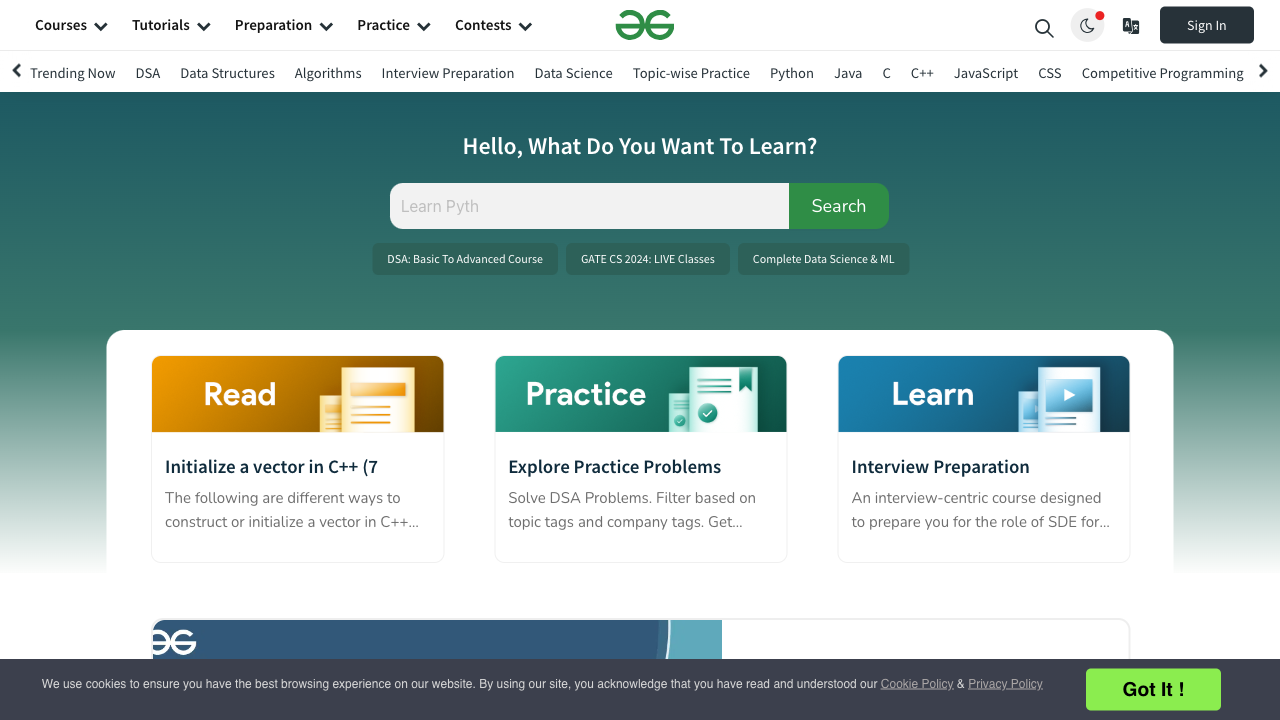 Courses Tutorials Preparation Practice Contests Sign In
Trending Now DSA Data Structures Algorithms Interview Preparation Data Science Topic-wise Practice Python Java C C++ JavaScript CSS Competitive Programming
Hello, What Do You Want To Learn?
Learn Pyth Search
DSA: Basic To Advanced Course GATE CS 2024: LIVE Classes Complete Data Science & ML
Read
Initialize a vector in C++ (7
The following are different ways to
construct or initialize a vector in C++...
Practice
Explore Practice Problems
Solve DSA Problems. Filter based on
topic tags and company tags. Get...
Learn
Interview Preparation
An interview-centric course designed
to prepare you for the role of SDE for...
We use cookies to ensure you have the best browsing experience on our website. By using our site, you acknowledge that you have read and understood our Cookie Policy & Privacy Policy
Got It !